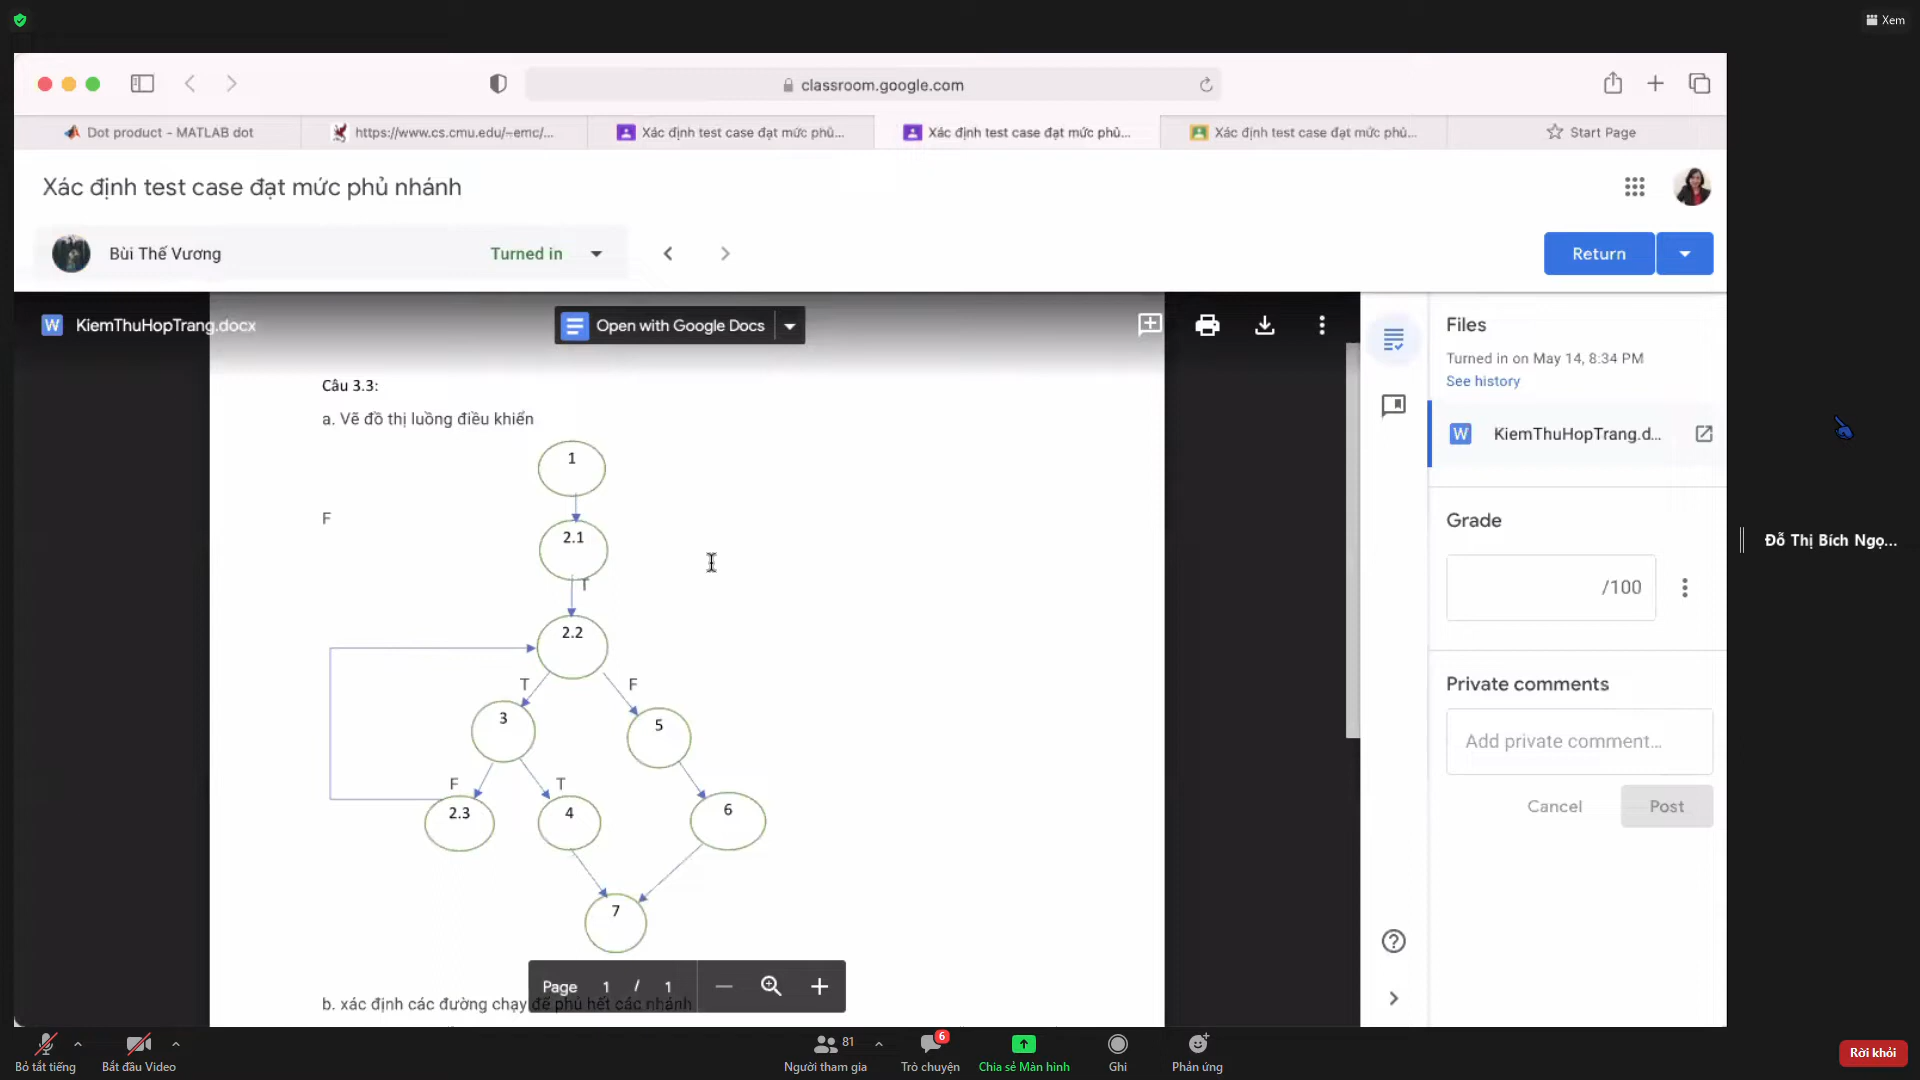 Xem
classroom.google.com
Dot product - MATLAB dot
https://www.cs.cmu.edu/~emc/...
Xác định test case đạt mức phủ...
Xác định test case đạt mức phủ...
Xác định test case đạt mức phủ...
Start Page
Xác định test case đạt mức phủ nhánh
Bùi Thế Vương
Turned in
Return
W KiemThuHopTrang.docx
Open with Google Docs
Files
Turned in on May 14, 8:34 PM
See history
W KiemThuHopTrang.d...
Grade
/100
Private comments
Add private comment...
Cancel
Post
Câu 3.3:
a. Vẽ đồ thị luồng điều khiển
1
F
2.1
T
2.2
T
F
3
5
F
T
2.3
4
6
7
Page 1 / 1
b. xác định các đường chạy để phủ hết các nhánh
Đỗ Thị Bích Ngọ...
Bỏ tắt tiếng
Bắt đầu Video
81
Người tham gia
6
Trò chuyện
Chia sẻ Màn hình
Ghi
Phản ứng
Rời khỏi